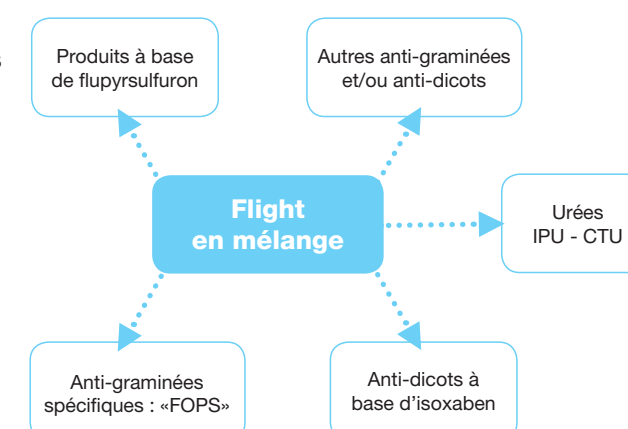 Produits à base
de flupyrsulfuron
Autres anti-graminées
et/ou anti-dicots
Flight
en mélange
Urées
IPU - CTU
Anti-graminées
spécifiques : «FOPS»
Anti-dicots à
base d’isoxaben